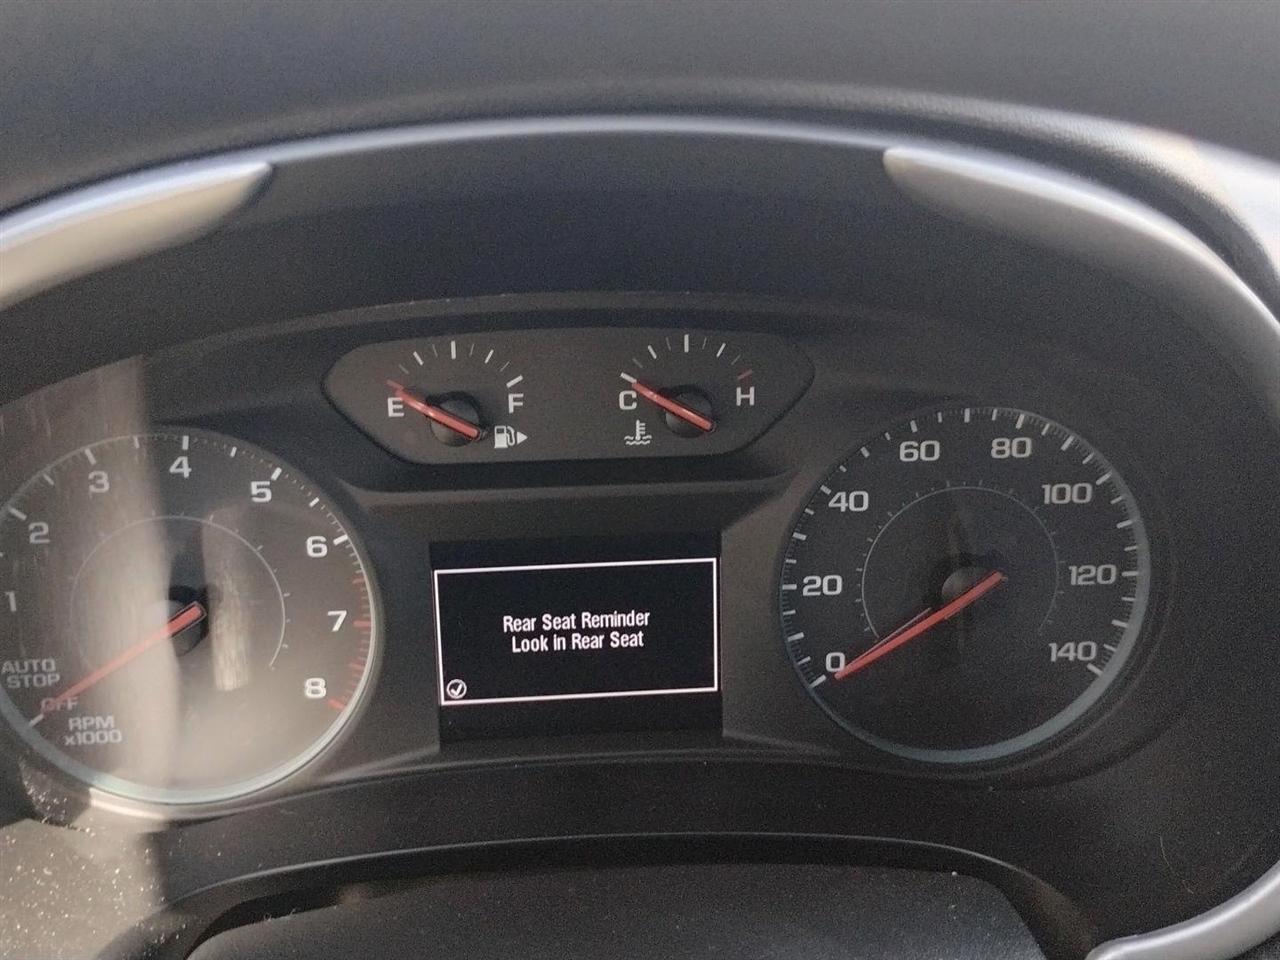 E F
C H
1 2 3 4 5 6 7 8
AUTO
STOP
OFF
RPM
x1000
Rear Seat Reminder
Look in Rear Seat
0 20 40 60 80 100 120 140